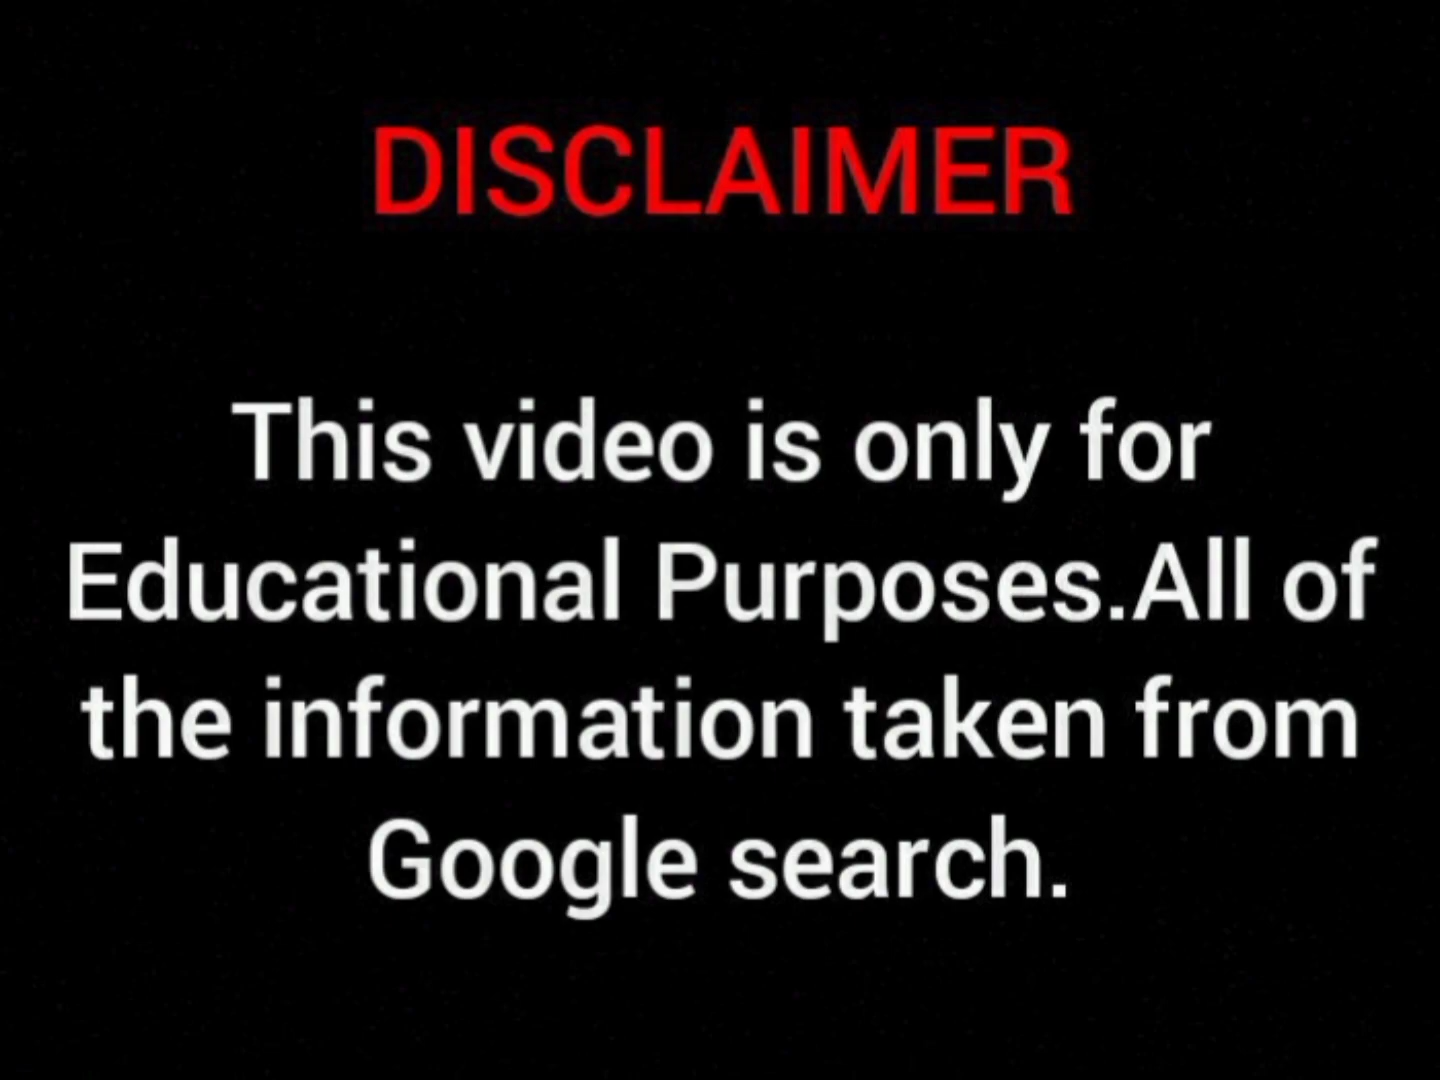 DISCLAIMER
This video is only for
Educational Purposes.All of
the information taken from
Google search.